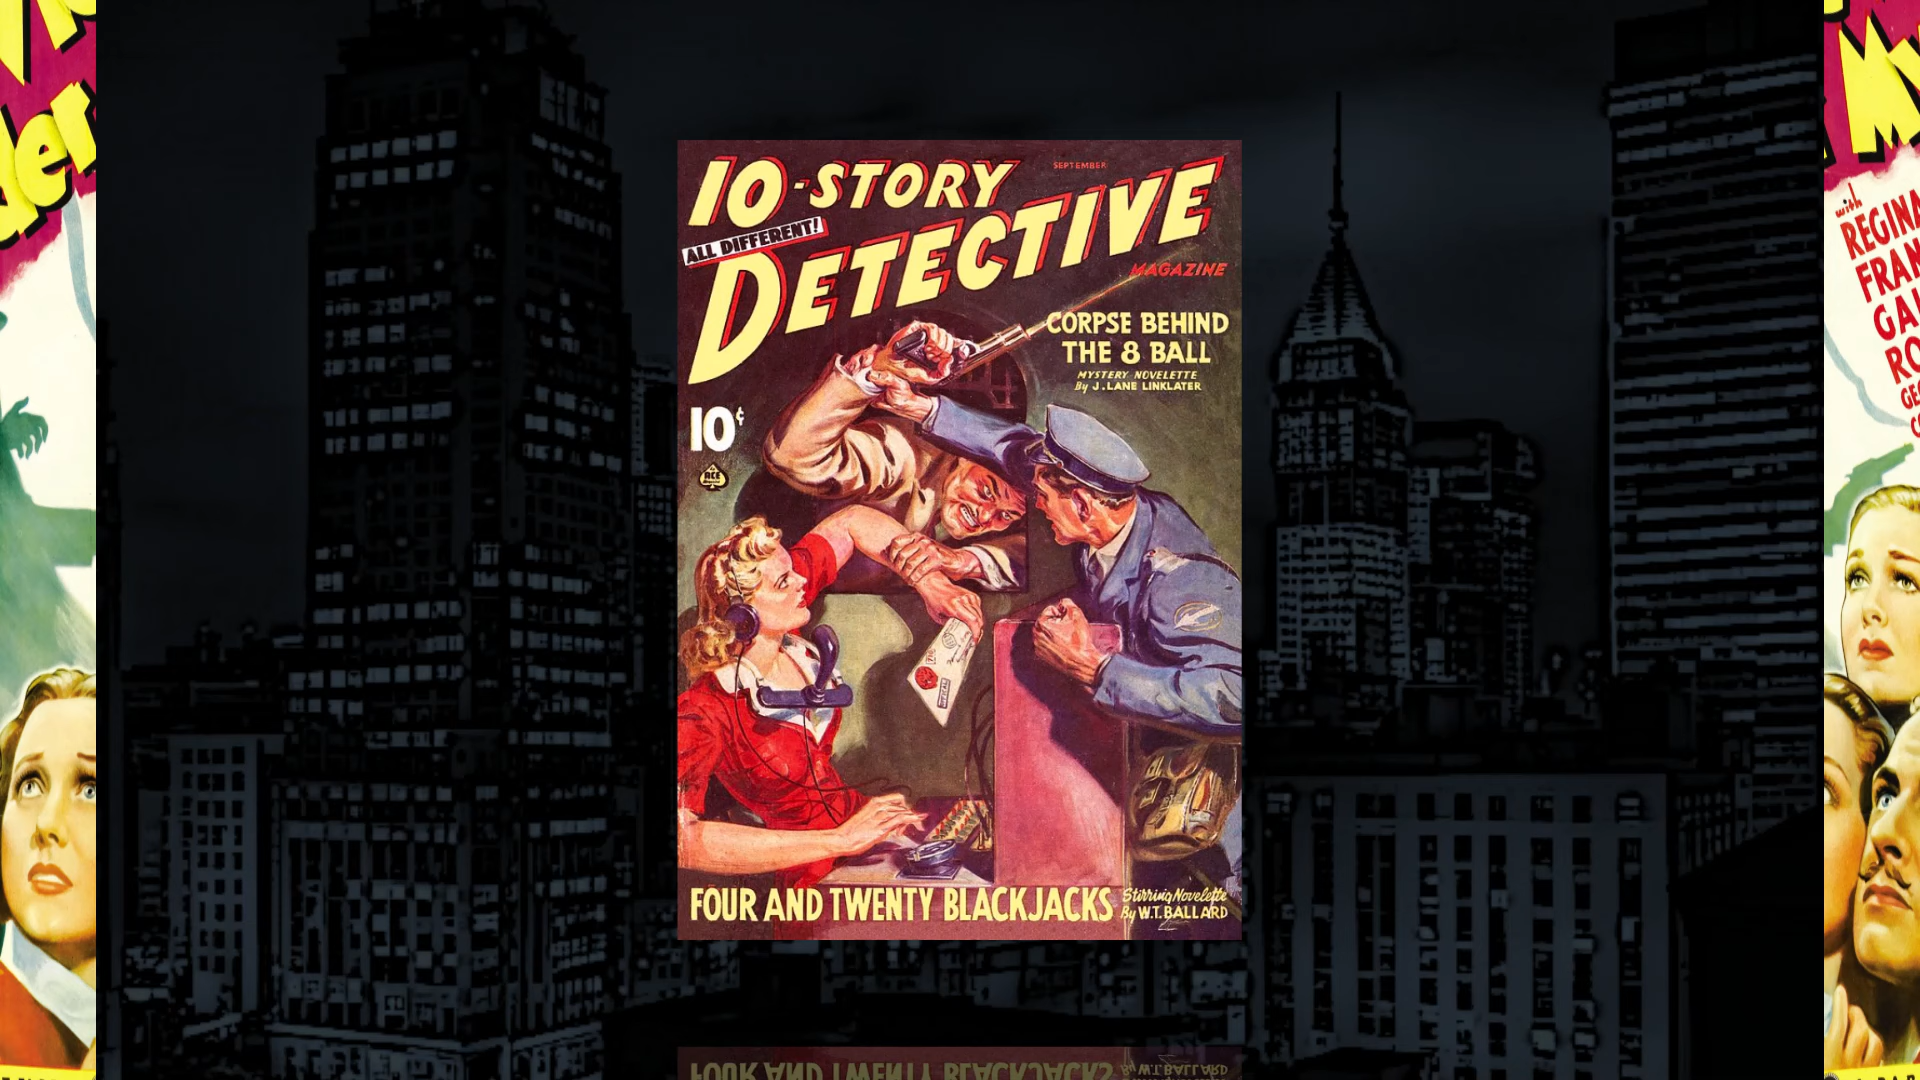 10-STORY
SEPTEMBER
ALL DIFFERENT!
DETECTIVE
MAGAZINE
CORPSE BEHIND
THE 8 BALL
MYSTERY NOVELETTE
By J. LANE LINKLATER
10¢
FOUR AND TWENTY BLACKJACKS
Stirring Novelette
By W.T. BALLARD
with